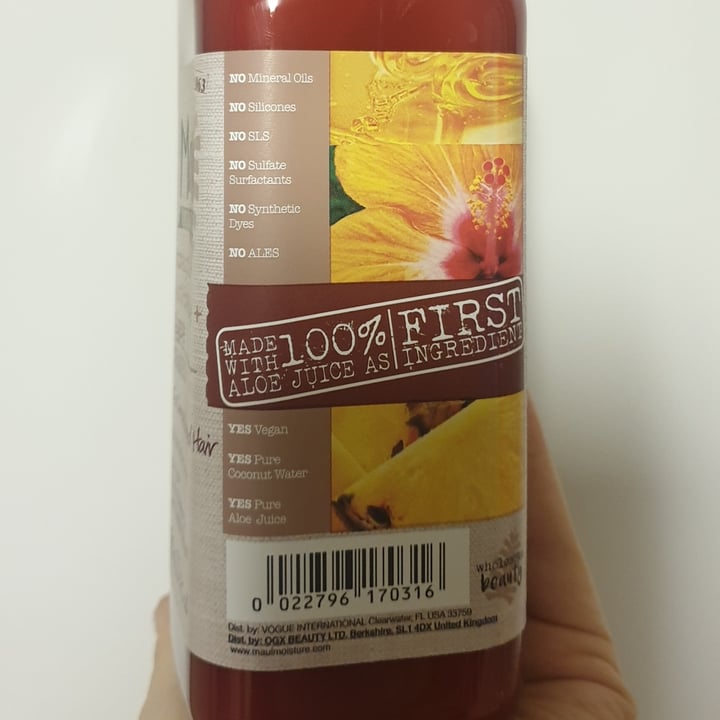 NO Mineral Oils
NO Silicones
NO SLS
NO Sulfate
Surfactants
NO Synthetic
Dyes
NO ALES
MADE
WITH 100% FIRST
ALOE JUICE AS INGREDIENT
YES Vegan
YES Pure
Coconut Water
YES Pure
Aloe Juice
Hair
beauty
0 022796 170316
Dist. by: VOGUE INTERNATIONAL Clearwater, FL USA 33759
Dist. by: OGX BEAUTY LTD. Berkshire, SL1 4DX United Kingdom
www.mauimoisture.com